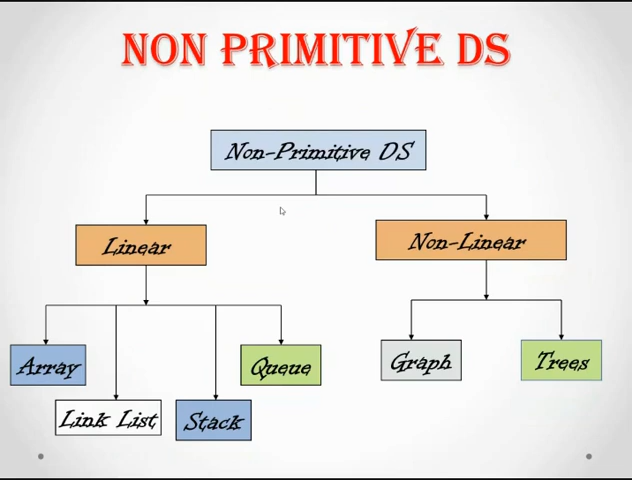 NON PRIMITIVE DS
Non-Primitive DS
Linear
Non-Linear
Array
Queue
Graph
Trees
Link List
Stack